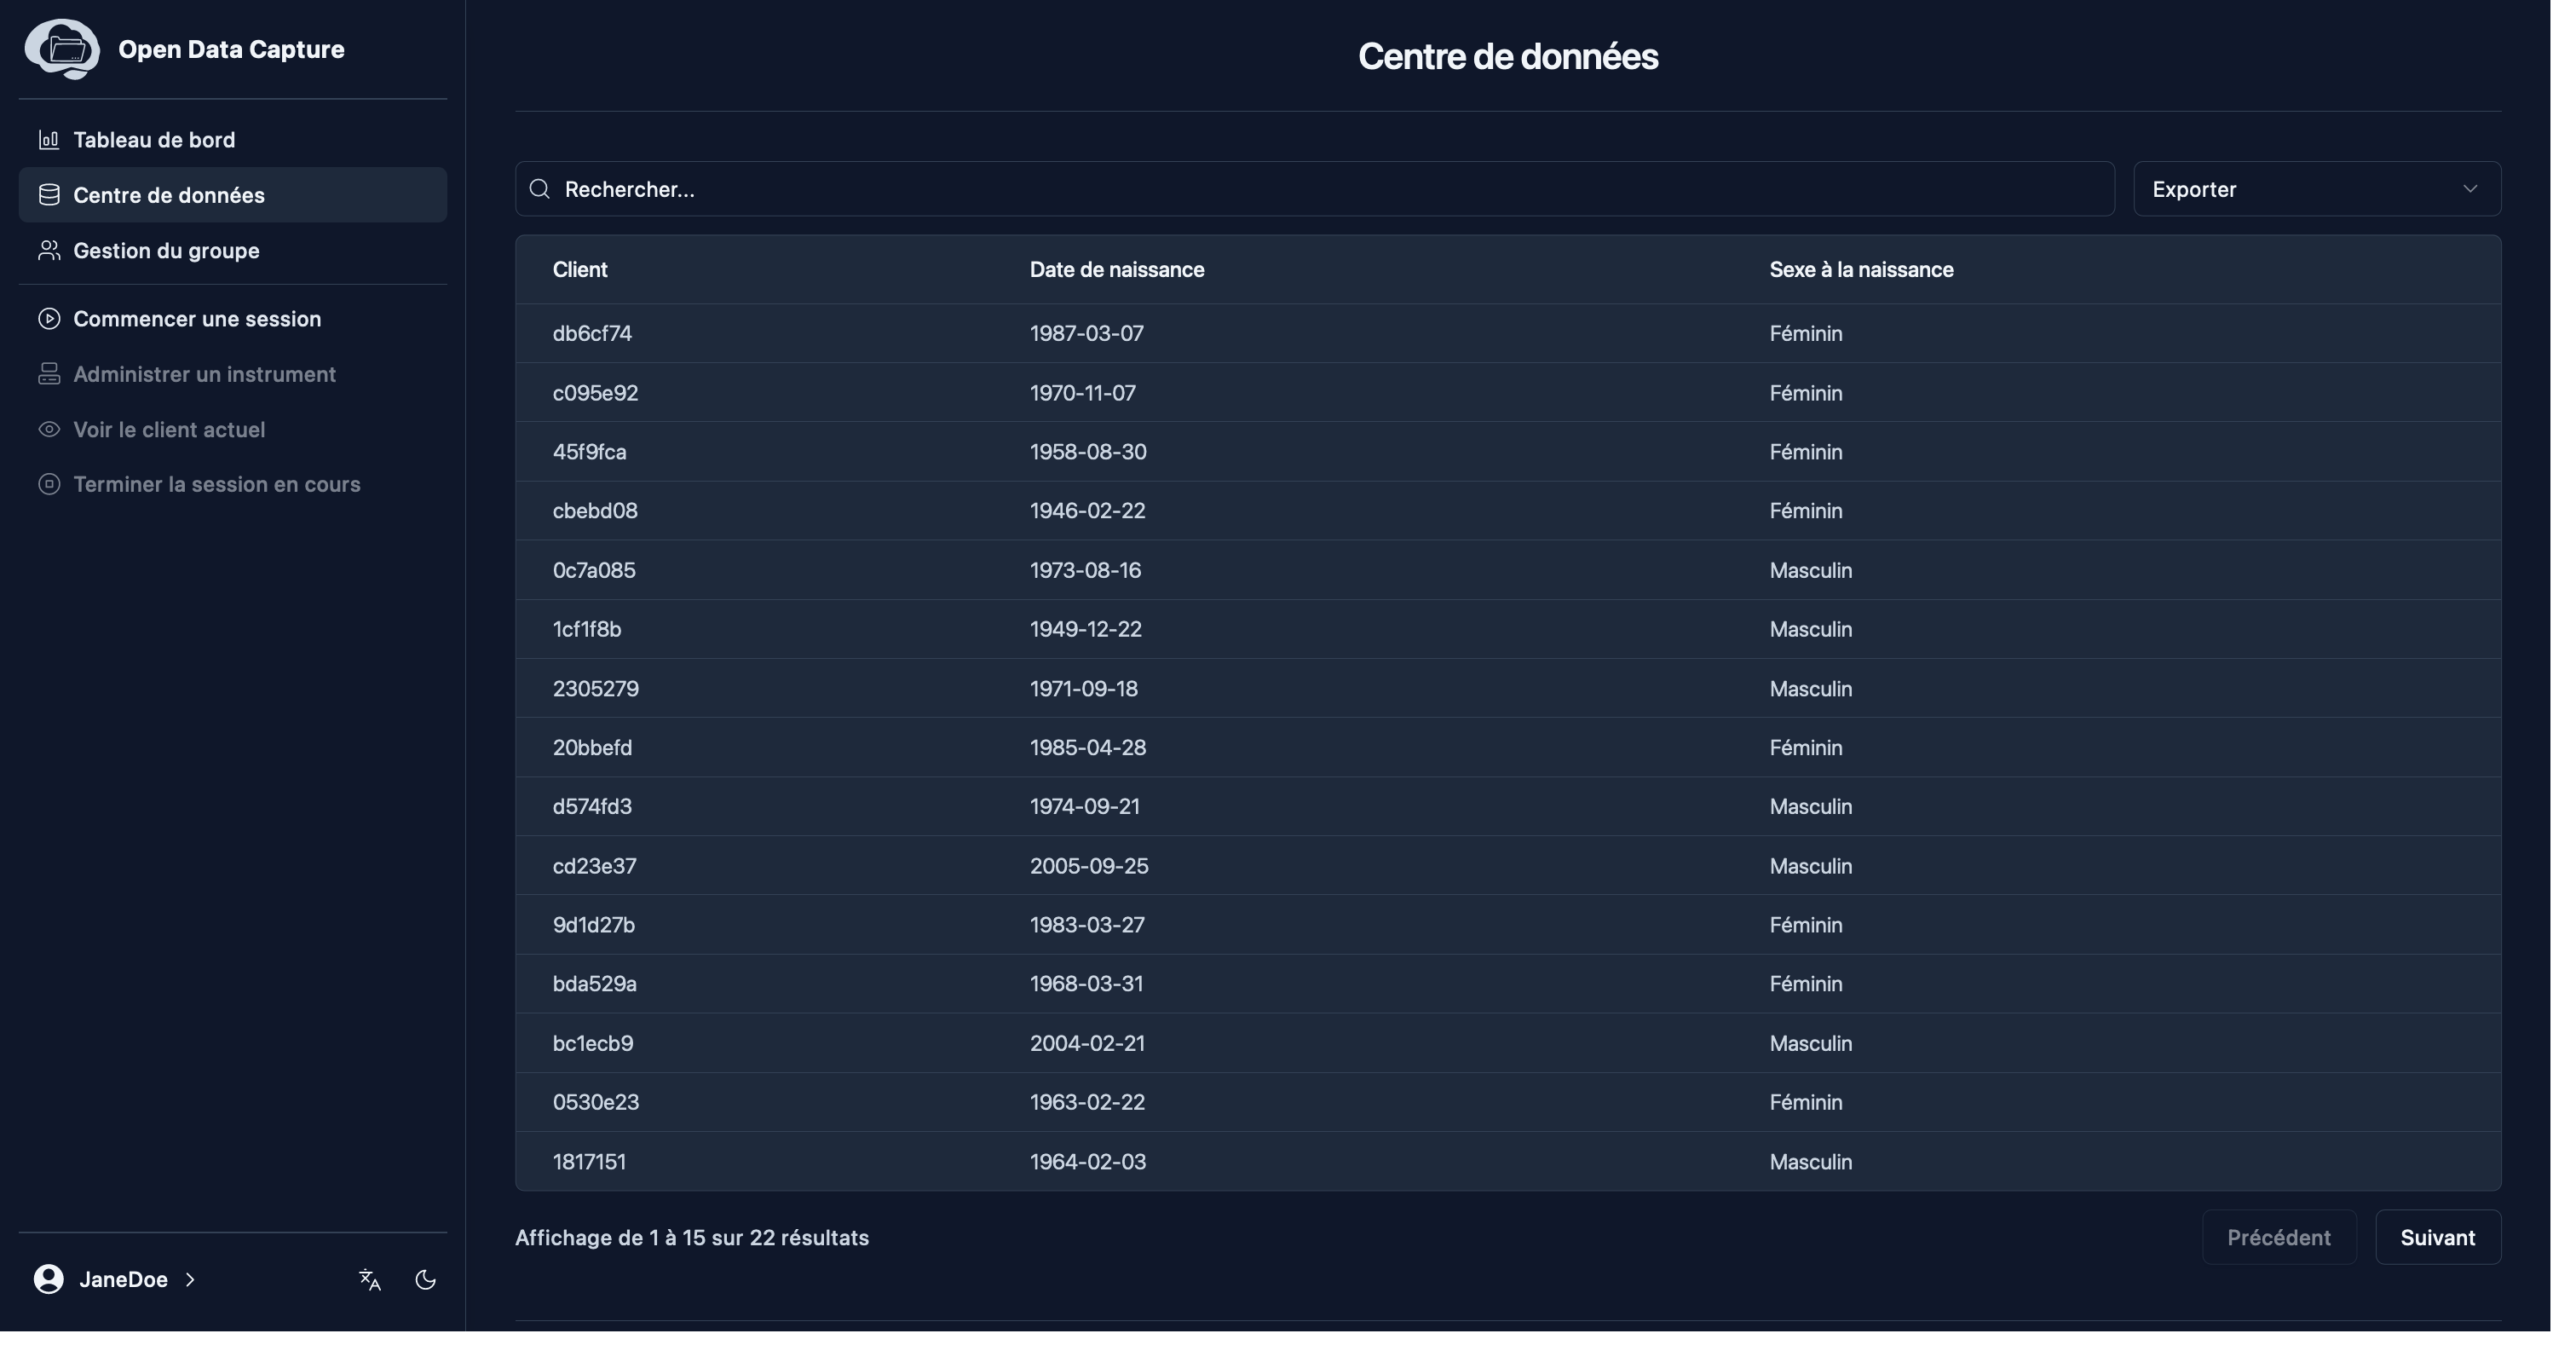 Open Data Capture
Tableau de bord
Centre de données
Gestion du groupe
Commencer une session
Administrer un instrument
Voir le client actuel
Terminer la session en cours
JaneDoe
Centre de données
Rechercher...
Exporter
Client Date de naissance Sexe à la naissance
db6cf74 1987-03-07 Féminin
c095e92 1970-11-07 Féminin
45f9fca 1958-08-30 Féminin
cbebd08 1946-02-22 Féminin
0c7a085 1973-08-16 Masculin
1cf1f8b 1949-12-22 Masculin
2305279 1971-09-18 Masculin
20bbefd 1985-04-28 Féminin
d574fd3 1974-09-21 Masculin
cd23e37 2005-09-25 Masculin
9d1d27b 1983-03-27 Féminin
bda529a 1968-03-31 Féminin
bc1ecb9 2004-02-21 Masculin
0530e23 1963-02-22 Féminin
1817151 1964-02-03 Masculin
Affichage de 1 à 15 sur 22 résultats
Précédent Suivant